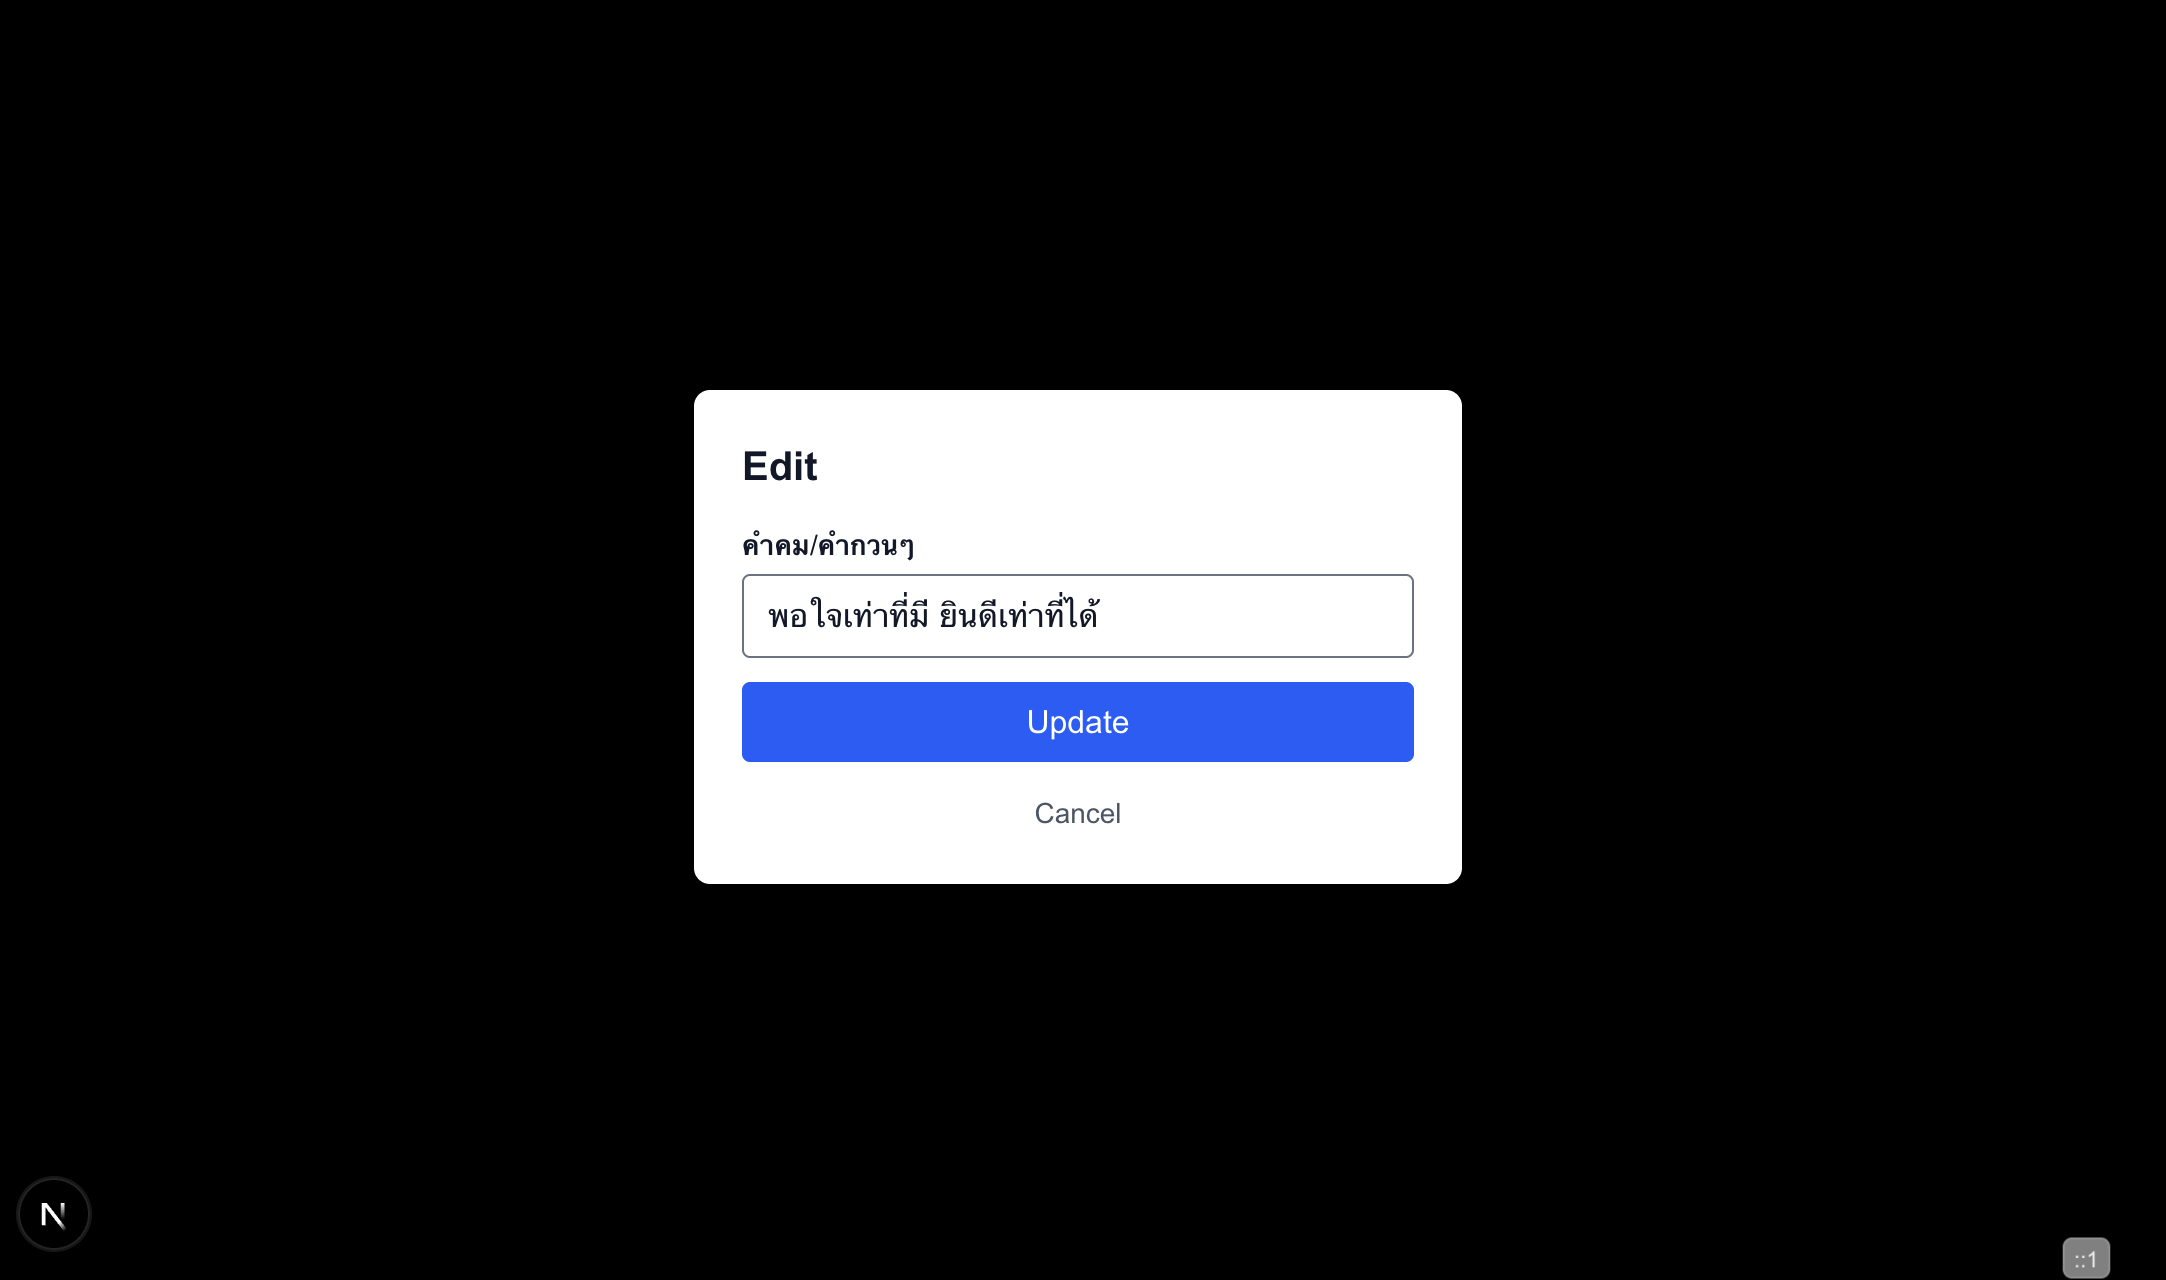 Edit
คำคม/คำกวนๆ
พอใจเท่าที่มี ยินดีเท่าที่ได้
Update
Cancel
N
::1